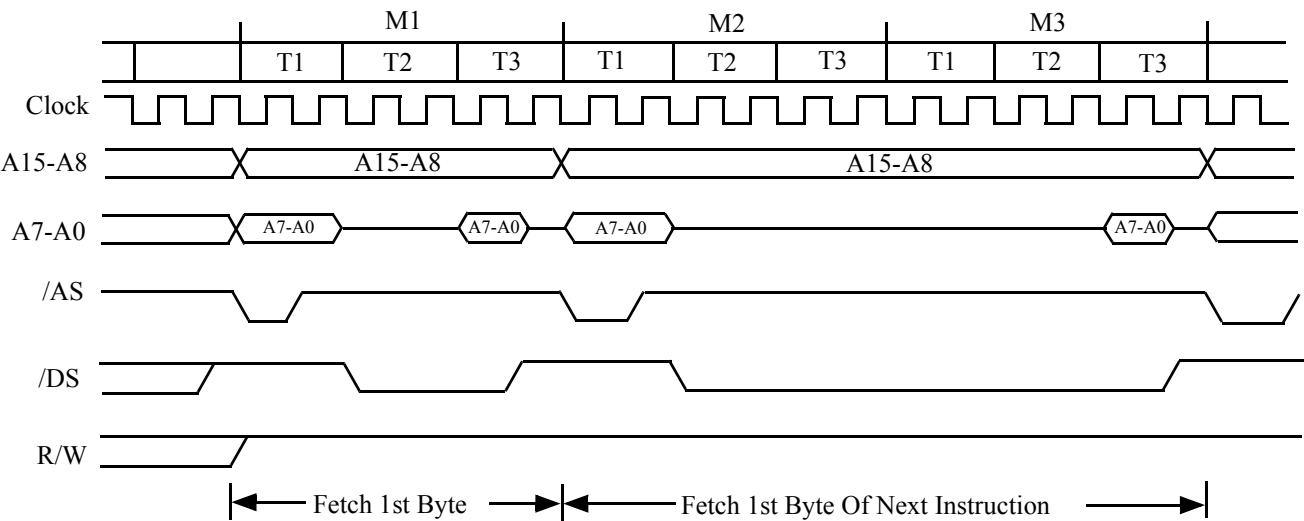 M1 M2 M3
T1 T2 T3 T1 T2 T3 T1 T2 T3
Clock
A15-A8 A15-A8 A15-A8
A7-A0 A7-A0 A7-A0 A7-A0 A7-A0
/AS
/DS
R/W
Fetch 1st Byte Fetch 1st Byte Of Next Instruction